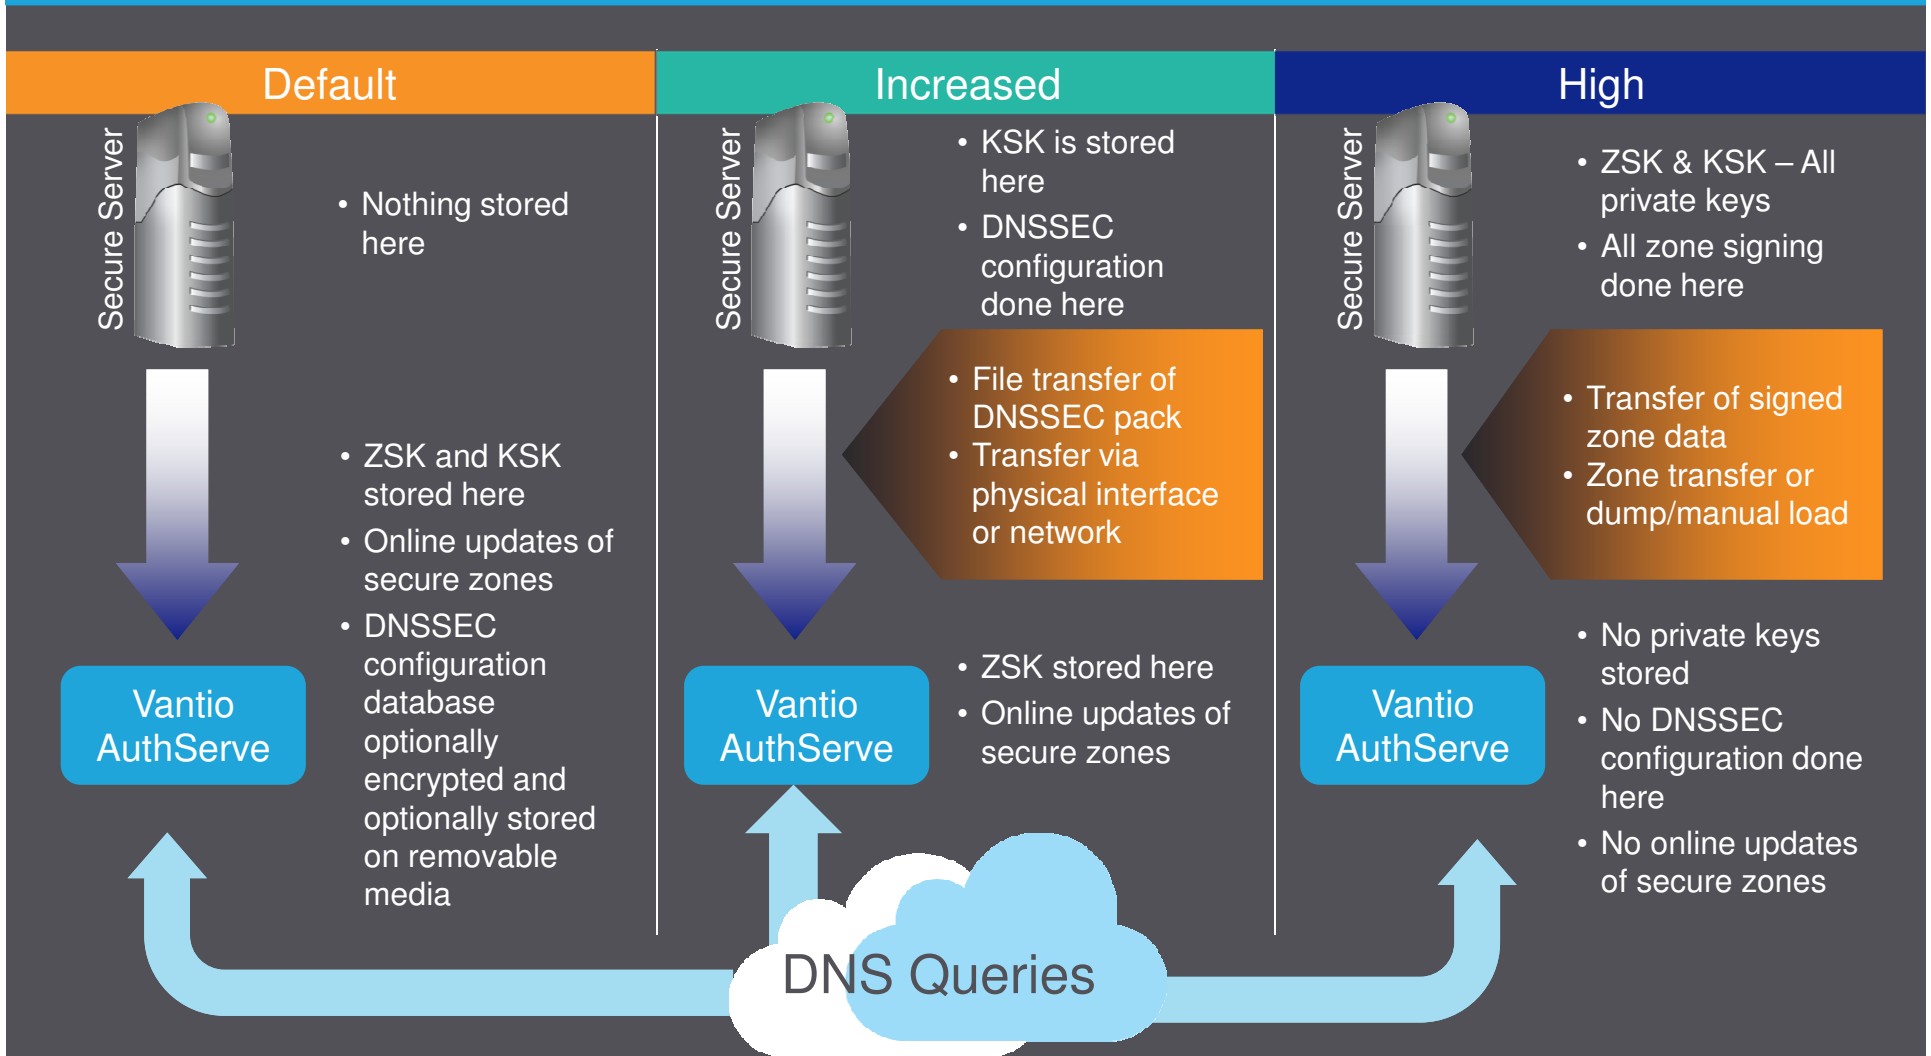 Default
Secure Server
• Nothing stored
here
• ZSK and KSK
stored here
• Online updates of
secure zones
• DNSSEC
configuration
database
optionally
encrypted and
optionally stored
on removable
media
Vantio
AuthServe
Increased
Secure Server
• KSK is stored
here
• DNSSEC
configuration
done here
• File transfer of
DNSSEC pack
• Transfer via
physical interface
or network
• ZSK stored here
• Online updates of
secure zones
Vantio
AuthServe
High
Secure Server
• ZSK & KSK – All
private keys
• All zone signing
done here
• Transfer of signed
zone data
• Zone transfer or
dump/manual load
• No private keys
stored
• No DNSSEC
configuration done
here
• No online updates
of secure zones
Vantio
AuthServe
DNS Queries